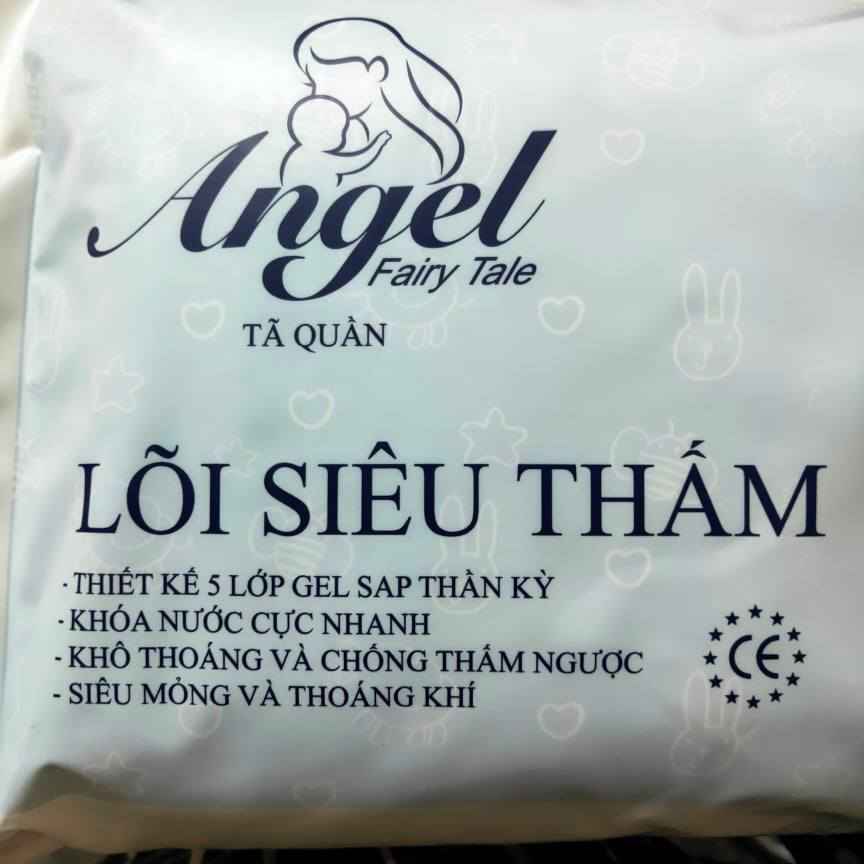 Angel
Fairy Tale
TÃ QUẦN
LÕI SIÊU THẤM
· THIẾT KẾ 5 LỚP GEL SAP THẦN KỲ
- KHÓA NƯỚC CỰC NHANH
- KHÔ THOÁNG VÀ CHỐNG THẤM NGƯỢC
- SIÊU MỎNG VÀ THOÁNG KHÍ
CE